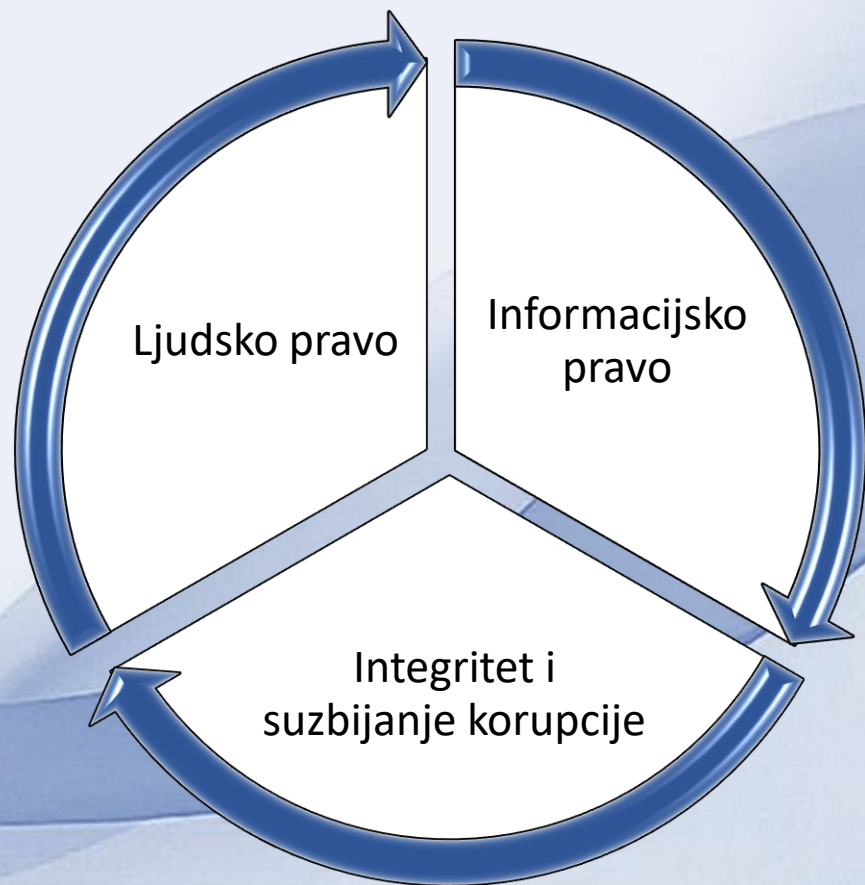 Ljudsko pravo
Informacijsko
pravo
Integritet i
suzbijanje korupcije